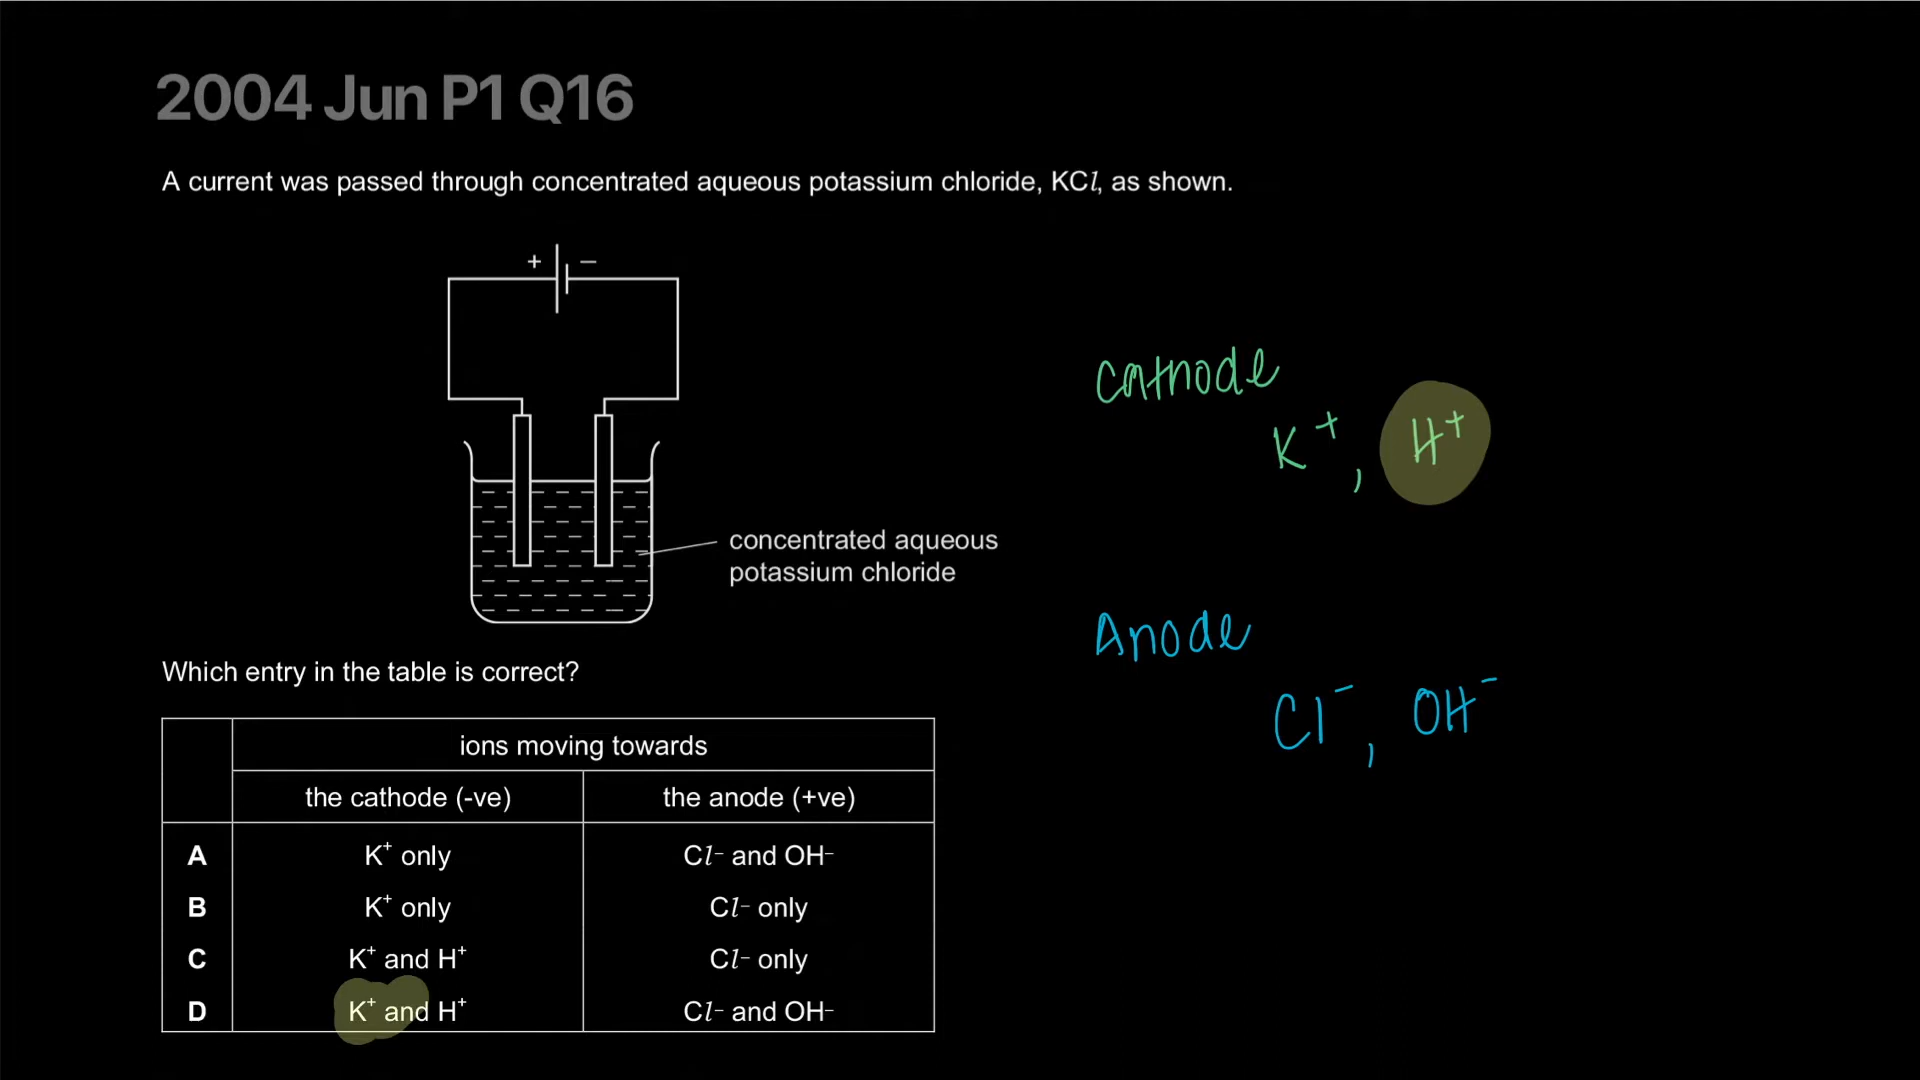 2004 Jun P1 Q16
A current was passed through concentrated aqueous potassium chloride, KCl, as shown.
+ –
Cathode
K⁺, H⁺
concentrated aqueous
potassium chloride
Anode
Cl⁻, OH⁻
Which entry in the table is correct?
ions moving towards
the cathode (-ve) the anode (+ve)
A K⁺ only Cl⁻ and OH⁻
B K⁺ only Cl⁻ only
C K⁺ and H⁺ Cl⁻ only
D K⁺ and H⁺ Cl⁻ and OH⁻